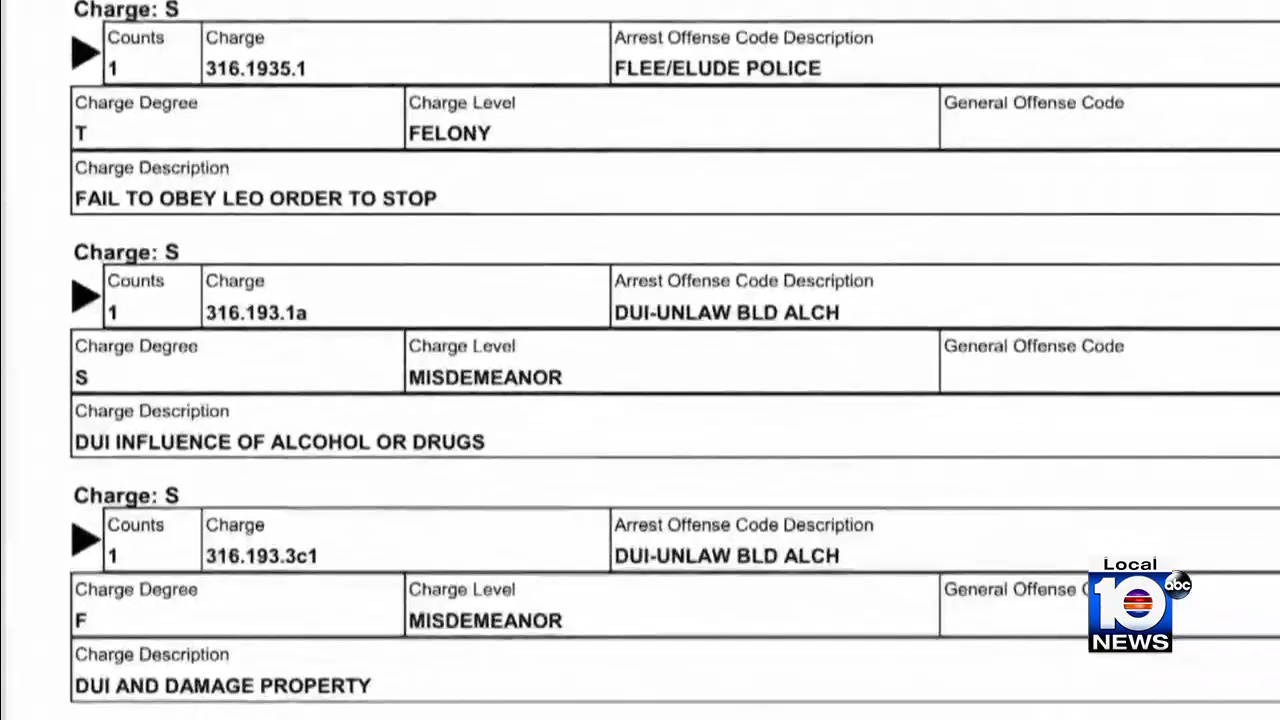 Charge: S
Counts Charge Arrest Offense Code Description
1 316.1935.1 FLEE/ELUDE POLICE
Charge Degree Charge Level General Offense Code
T FELONY
Charge Description
FAIL TO OBEY LEO ORDER TO STOP
Charge: S
Counts Charge Arrest Offense Code Description
1 316.193.1a DUI-UNLAW BLD ALCH
Charge Degree Charge Level General Offense Code
S MISDEMEANOR
Charge Description
DUI INFLUENCE OF ALCOHOL OR DRUGS
Charge: S
Counts Charge Arrest Offense Code Description
1 316.193.3c1 DUI-UNLAW BLD ALCH
Charge Degree Charge Level General Offense
F MISDEMEANOR
Charge Description
DUI AND DAMAGE PROPERTY
Local
10 abc
NEWS